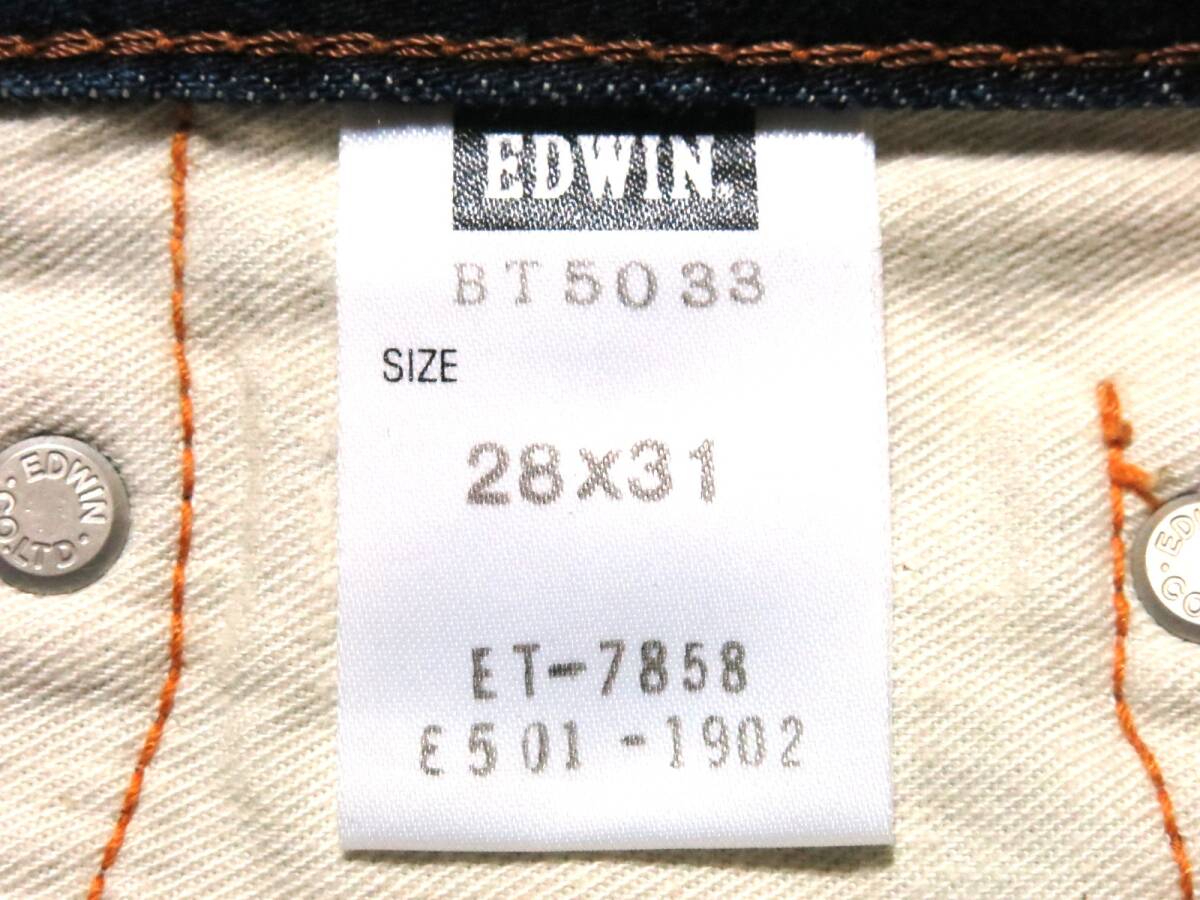 EDWIN®
BT5033
SIZE
28x31
ET-7858
E501-1902
EDWIN CO.LTD.
EDWIN CO